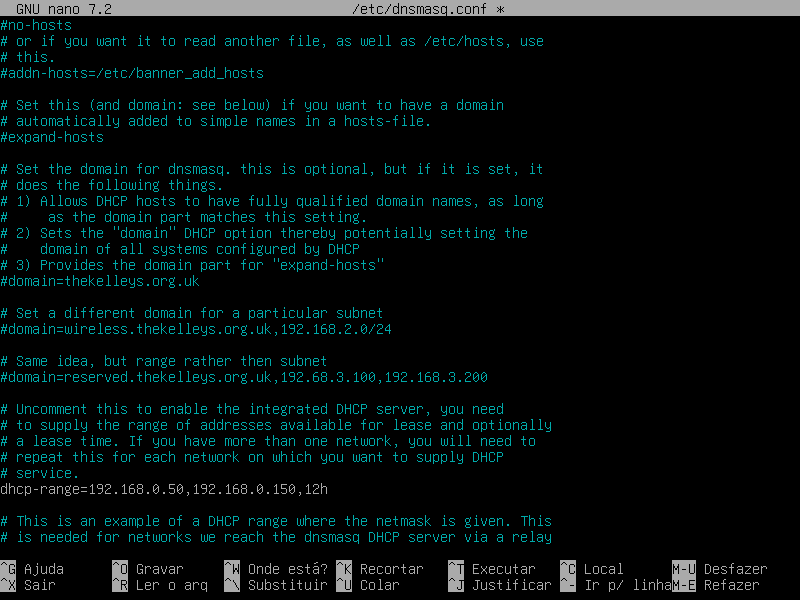 GNU nano 7.2 /etc/dnsmasq.conf *
#no-hosts
# or if you want it to read another file, as well as /etc/hosts, use
# this.
#addn-hosts=/etc/banner_add_hosts
# Set this (and domain: see below) if you want to have a domain
# automatically added to simple names in a hosts-file.
#expand-hosts
# Set the domain for dnsmasq. this is optional, but if it is set, it
# does the following things.
# 1) Allows DHCP hosts to have fully qualified domain names, as long
#     as the domain part matches this setting.
# 2) Sets the "domain" DHCP option thereby potentially setting the
#    domain of all systems configured by DHCP
# 3) Provides the domain part for "expand-hosts"
#domain=thekelleys.org.uk
# Set a different domain for a particular subnet
#domain=wireless.thekelleys.org.uk,192.168.2.0/24
# Same idea, but range rather then subnet
#domain=reserved.thekelleys.org.uk,192.68.3.100,192.168.3.200
# Uncomment this to enable the integrated DHCP server, you need
# to supply the range of addresses available for lease and optionally
# a lease time. If you have more than one network, you will need to
# repeat this for each network on which you want to supply DHCP
# service.
dhcp-range=192.168.0.50,192.168.0.150,12h
# This is an example of a DHCP range where the netmask is given. This
# is needed for networks we reach the dnsmasq DHCP server via a relay
^G Ajuda ^O Gravar ^W Onde está? ^K Recortar ^T Executar ^C Local M-U Desfazer
^X Sair ^R Ler o arq ^\ Substituir ^U Colar ^J Justificar ^- Ir p/ linha M-E Refazer